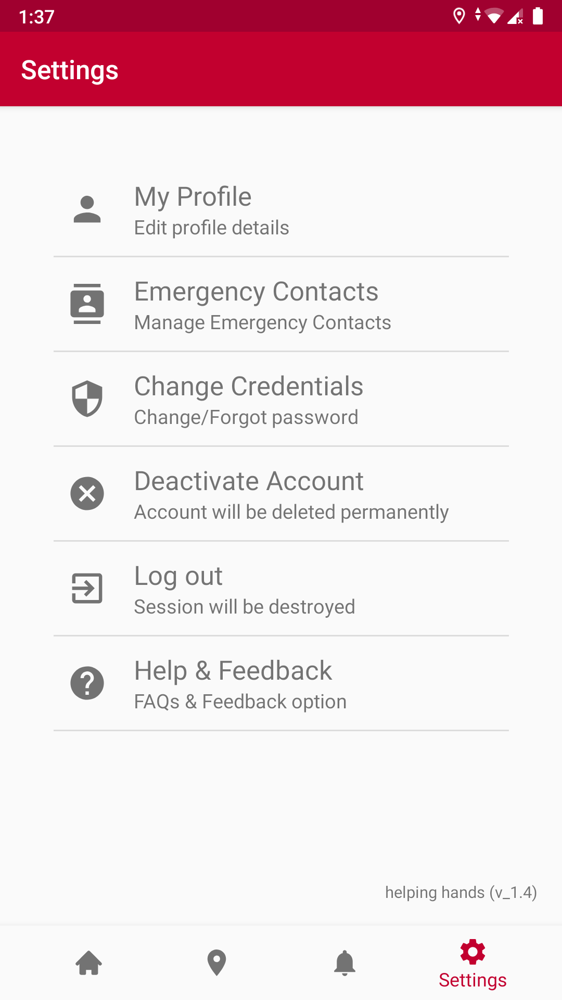 1:37
Settings
My Profile
Edit profile details
Emergency Contacts
Manage Emergency Contacts
Change Credentials
Change/Forgot password
Deactivate Account
Account will be deleted permanently
Log out
Session will be destroyed
Help & Feedback
FAQs & Feedback option
helping hands (v_1.4)
Settings